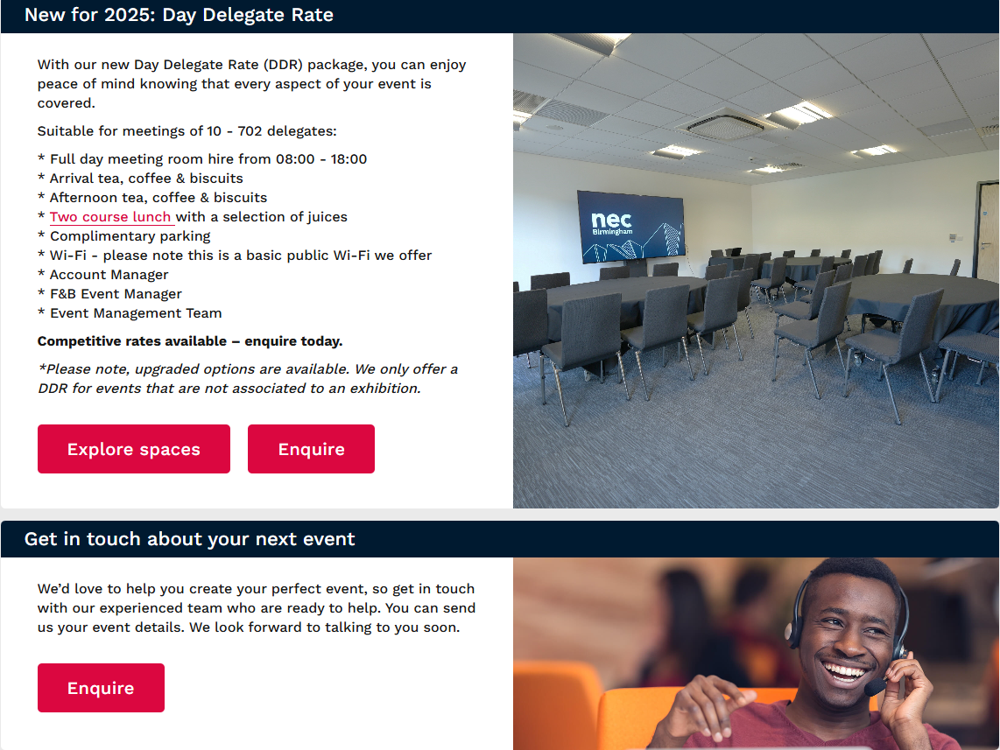 New for 2025: Day Delegate Rate
With our new Day Delegate Rate (DDR) package, you can enjoy
peace of mind knowing that every aspect of your event is
covered.
Suitable for meetings of 10 - 702 delegates:
* Full day meeting room hire from 08:00 - 18:00
* Arrival tea, coffee & biscuits
* Afternoon tea, coffee & biscuits
* Two course lunch with a selection of juices
* Complimentary parking
* Wi-Fi - please note this is a basic public Wi-Fi we offer
* Account Manager
* F&B Event Manager
* Event Management Team
Competitive rates available – enquire today.
*Please note, upgraded options are available. We only offer a
DDR for events that are not associated to an exhibition.
Explore spaces
Enquire
nec
Birmingham
Get in touch about your next event
We’d love to help you create your perfect event, so get in touch
with our experienced team who are ready to help. You can send
us your event details. We look forward to talking to you soon.
Enquire